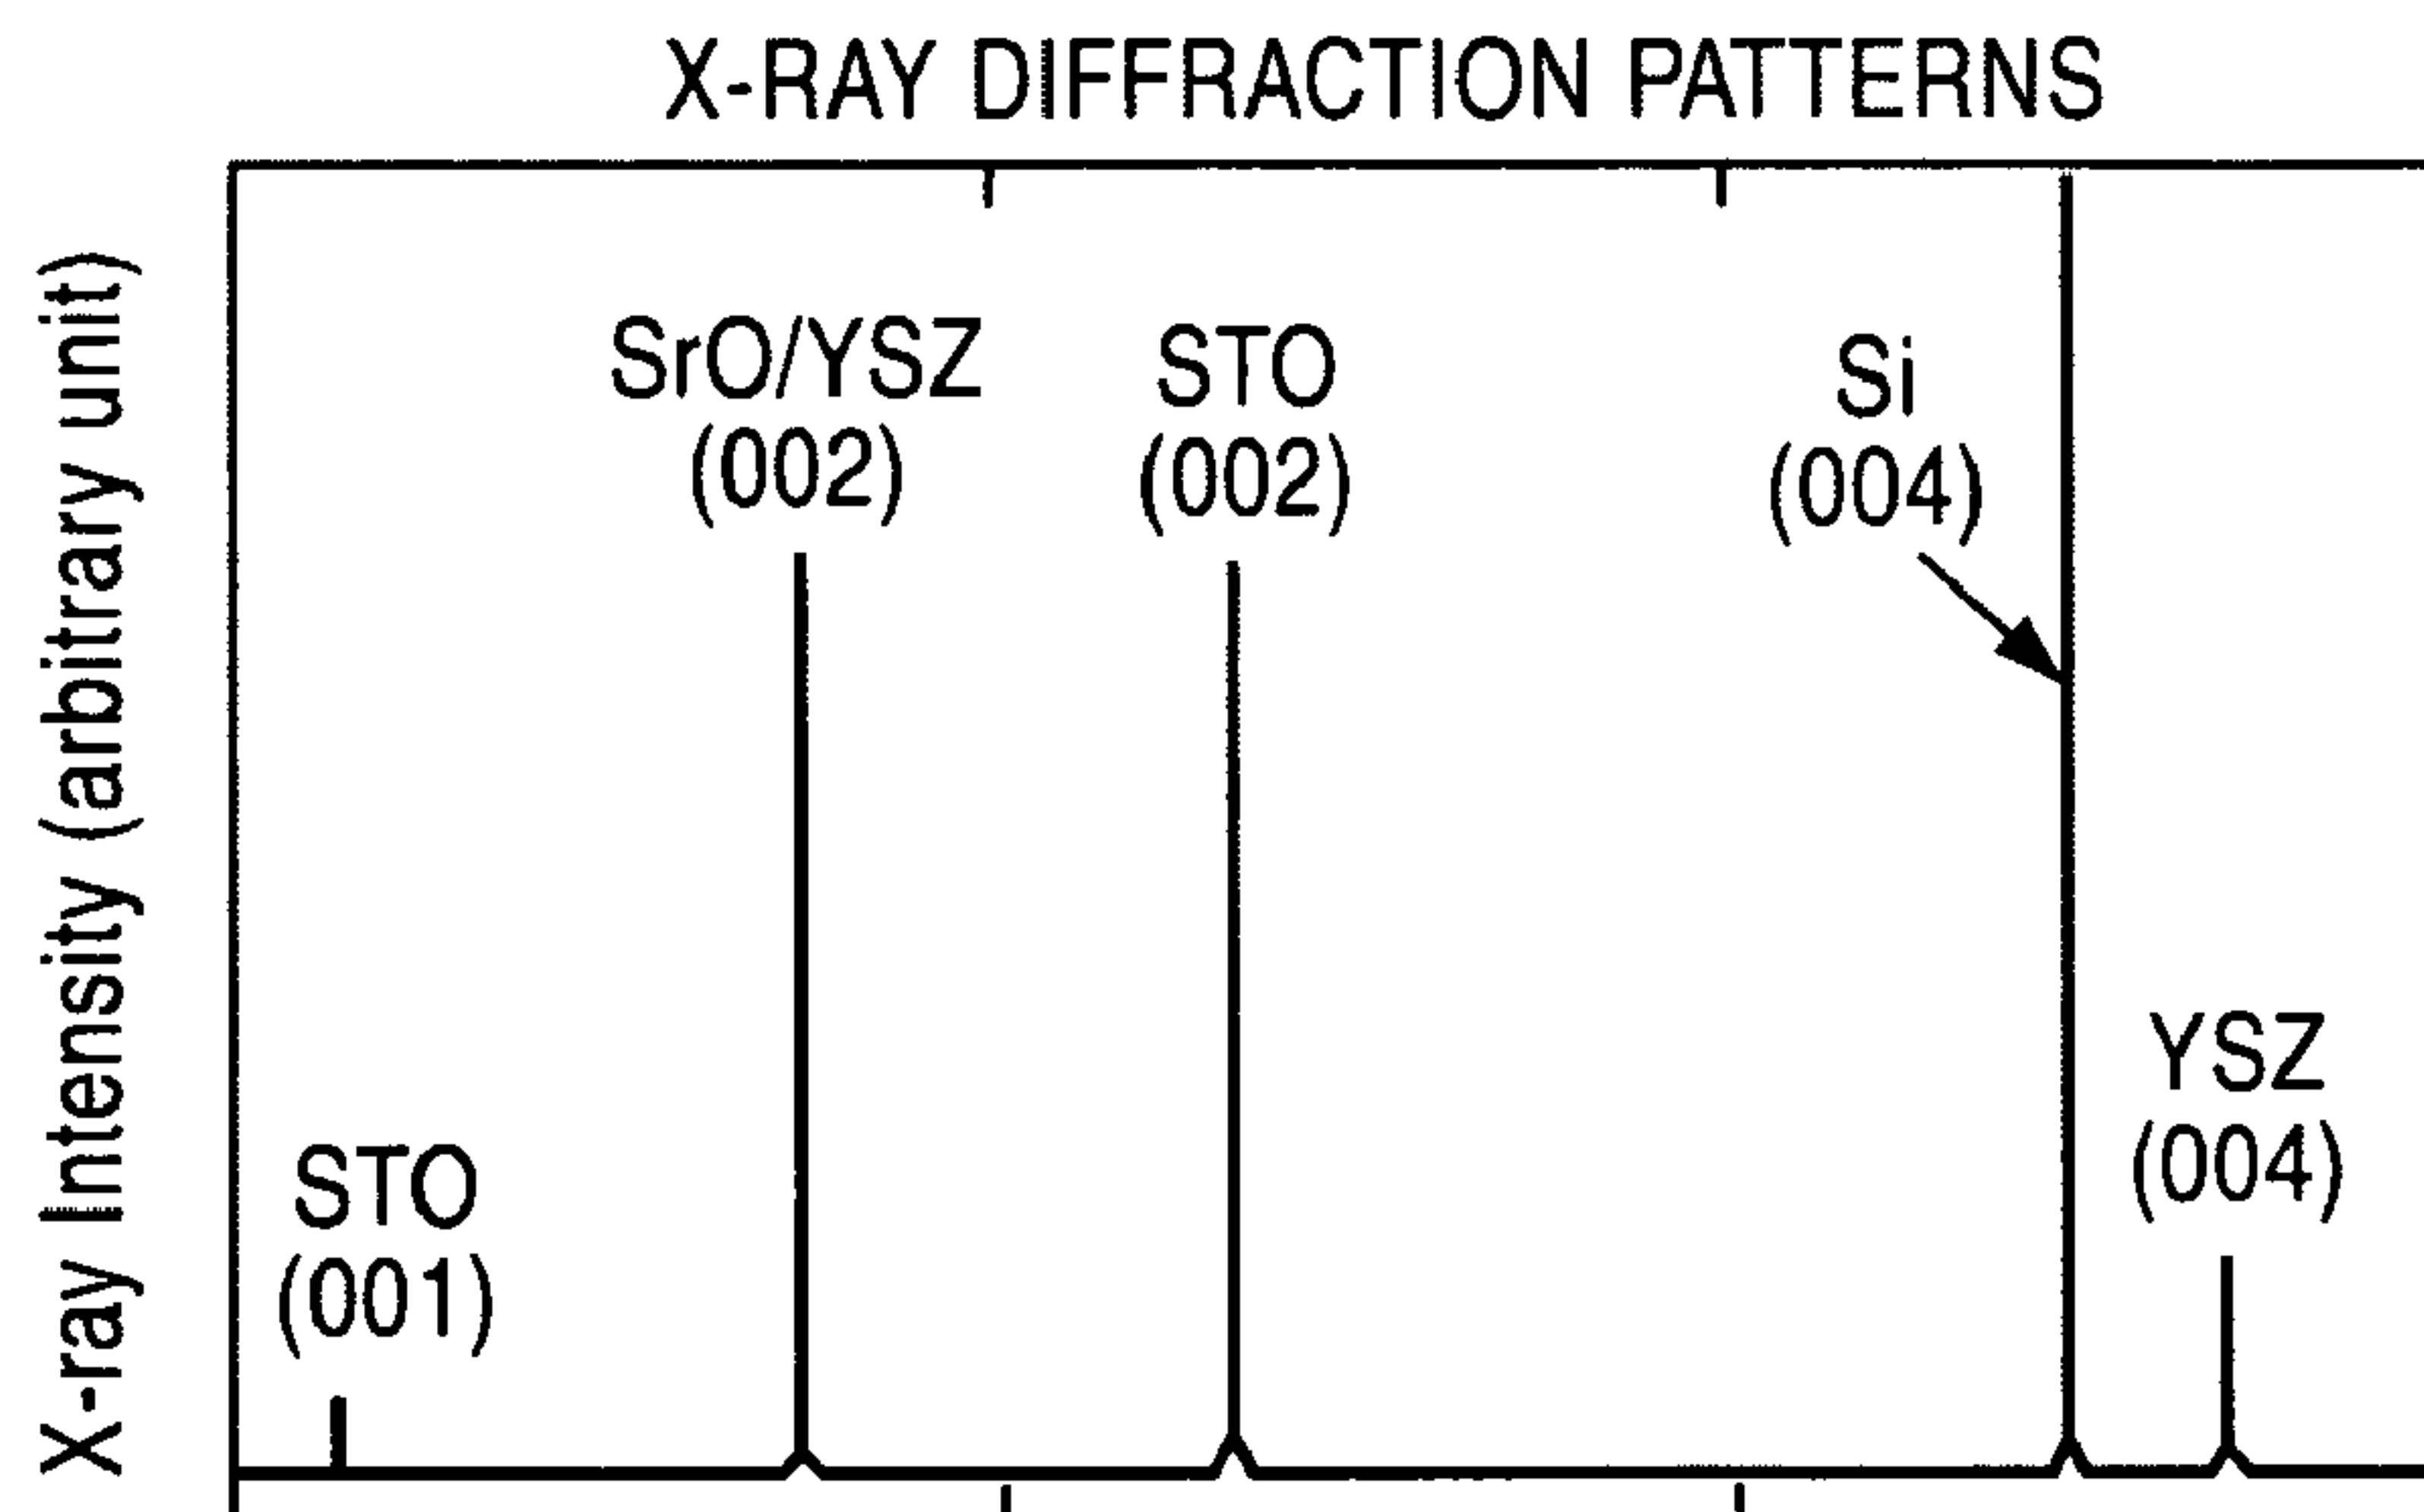 X-RAY DIFFRACTION PATTERNS
X-ray Intensity (arbitrary unit)
SrO/YSZ
(002)
STO
(002)
Si
(004)
YSZ
(004)
STO
(001)